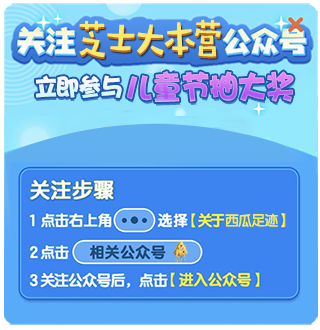 关注芝士大本营公众号
立即参与儿童节抽大奖
关注步骤
1 点击右上角 ••• 选择【关于西瓜足迹】
2 点击 相关公众号
3 关注公众号后，点击【进入公众号】